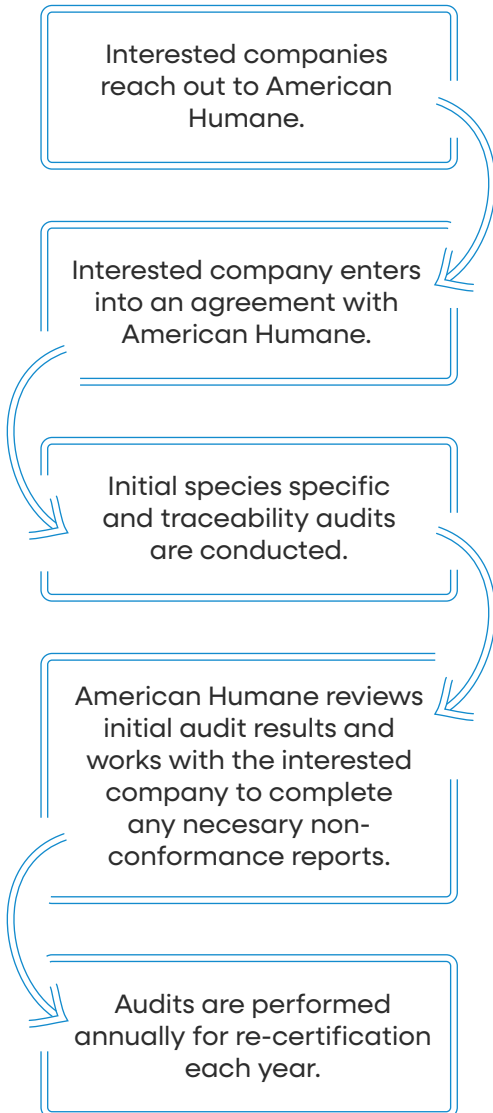 Interested companies
reach out to American
Humane.
Interested company enters
into an agreement with
American Humane.
Initial species specific
and traceability audits
are conducted.
American Humane reviews
initial audit results and
works with the interested
company to complete
any necesary non-
conformance reports.
Audits are performed
annually for re-certification
each year.